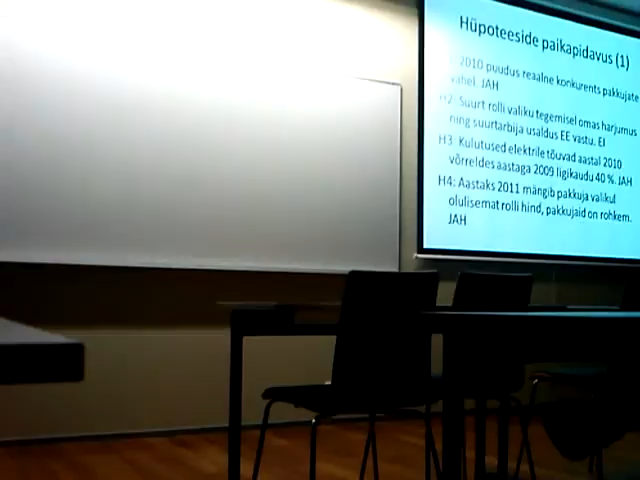 Hüpoteeside paikapidavus (1)
2010 puudus reaalne konkurents pakkujate
vahel. JAH
H2: Suurt rolli valiku tegemisel omas harjumus
ning suurtarbija usaldus EE vastu. EI
H3: Kulutused elektrile tõuvad aastal 2010
võrreldes aastaga 2009 ligikaudu 40 %. JAH
H4: Aastaks 2011 mängib pakkuja valikul
olulisemat rolli hind, pakkujaid on rohkem.
JAH